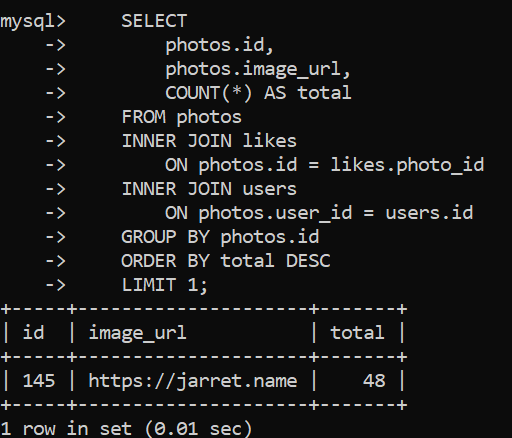 mysql>     SELECT
    ->         photos.id,
    ->         photos.image_url,
    ->         COUNT(*) AS total
    ->     FROM photos
    ->     INNER JOIN likes
    ->         ON photos.id = likes.photo_id
    ->     INNER JOIN users
    ->         ON photos.user_id = users.id
    ->     GROUP BY photos.id
    ->     ORDER BY total DESC
    ->     LIMIT 1;
+-----+---------------------+-------+
| id  | image_url           | total |
+-----+---------------------+-------+
| 145 | https://jarret.name |    48 |
+-----+---------------------+-------+
1 row in set (0.01 sec)